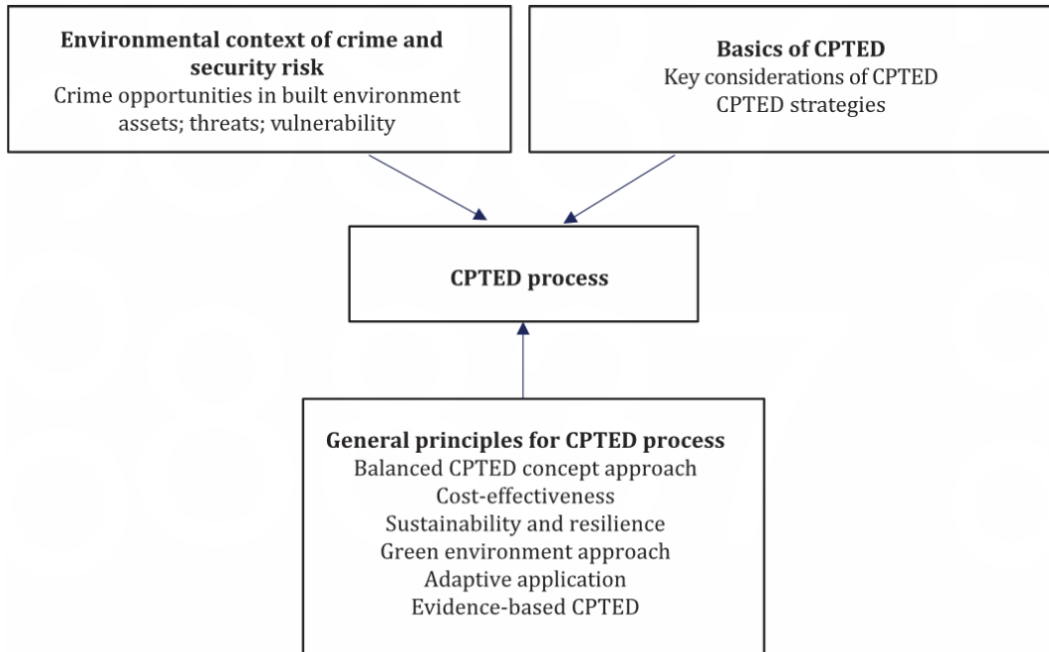 Environmental context of crime and
security risk
Crime opportunities in built environment
assets; threats; vulnerability
Basics of CPTED
Key considerations of CPTED
CPTED strategies
CPTED process
General principles for CPTED process
Balanced CPTED concept approach
Cost-effectiveness
Sustainability and resilience
Green environment approach
Adaptive application
Evidence-based CPTED